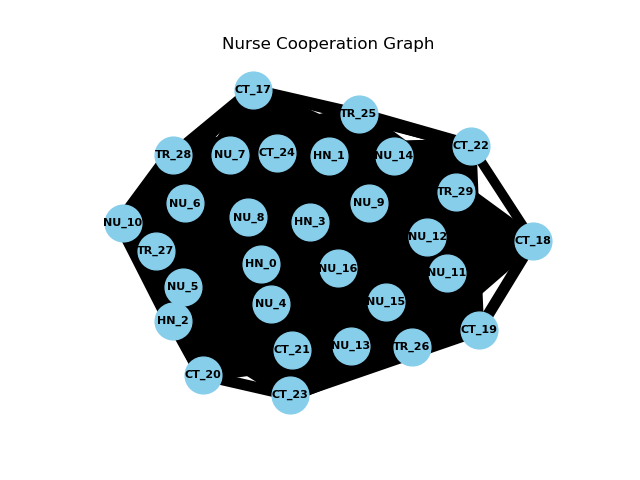 Nurse Cooperation Graph
CT_17
TR_25
CT_22
TR_28
NU_7
CT_24
HN_1
NU_14
TR_29
NU_6
NU_9
NU_10
NU_8
HN_3
NU_12
CT_18
TR_27
HN_0
NU_16
NU_11
NU_5
NU_4
NU_15
HN_2
CT_19
CT_21
NU_13
TR_26
CT_20
CT_23